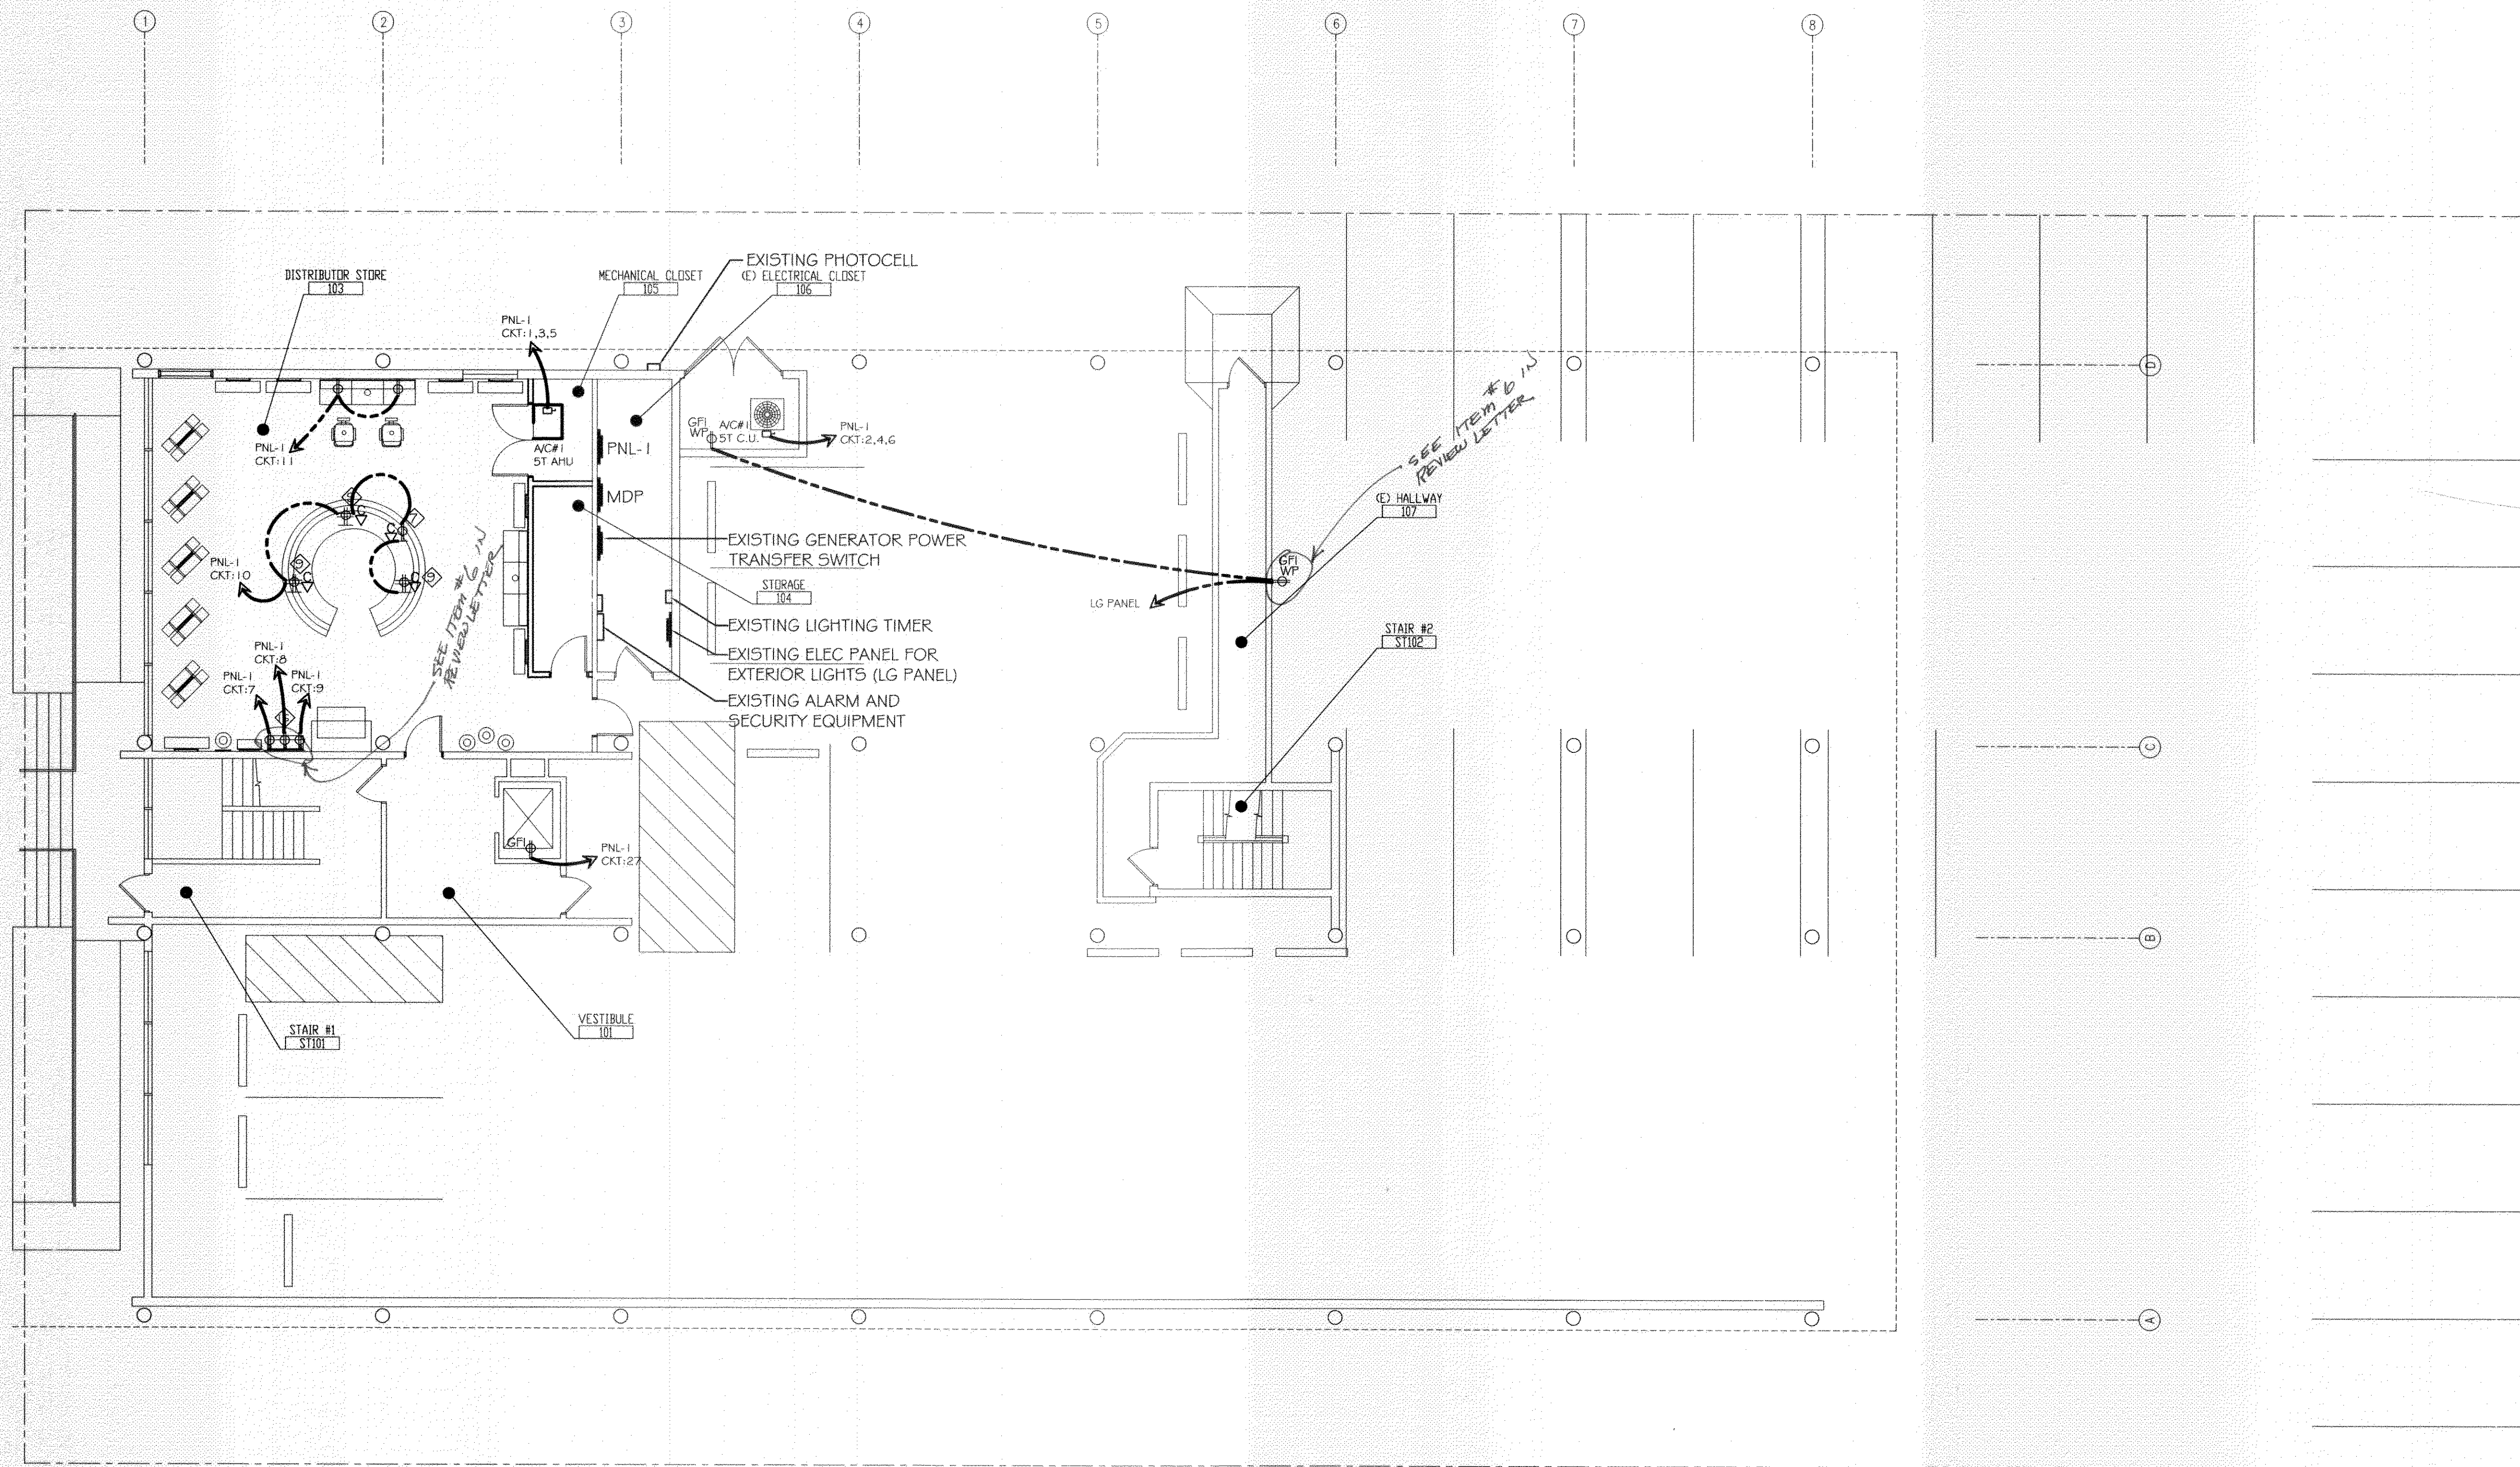 1 2 3 4 5 6 7 8
EXISTING PHOTOCELL
DISTRIBUTOR STORE
103
MECHANICAL CLOSET
105
(E) ELECTRICAL CLOSET
106
PNL-1
CKT:1,3,5
D
SEE ITEM #6 IN
REVIEW LETTER
GFI
WP
A/C#1
5T C.U.
PNL-1
CKT:2,4,6
PNL-1
CKT:11
A/C#1
5T AHU
PNL-1
MDP
(E) HALLWAY
107
9
C
7
C
EXISTING GENERATOR POWER
TRANSFER SWITCH
PNL-1
CKT:10
9
C
C
9
SEE ITEM #6 IN
REVIEW LETTER
STORAGE
104
GFI
WP
LG PANEL
EXISTING LIGHTING TIMER
STAIR #2
ST102
EXISTING ELEC PANEL FOR
EXTERIOR LIGHTS (LG PANEL)
PNL-1
CKT:8
PNL-1
CKT:7
PNL-1
CKT:9
EXISTING ALARM AND
SECURITY EQUIPMENT
C
GFI
PNL-1
CKT:27
B
VESTIBULE
101
STAIR #1
ST101
A